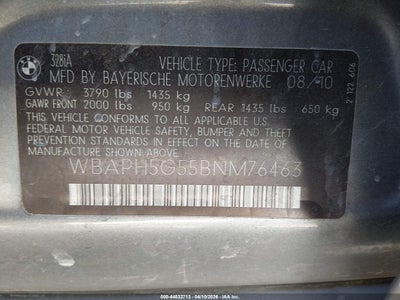 328iA
VEHICLE TYPE: PASSENGER CAR
MFD BY BAYERISCHE MOTORENWERKE 08/10
GVWR 3790 lbs 1435 kg
GAWR FRONT 2000 lbs 950 kg REAR 1435 lbs 650 kg
THIS VEHICLE CONFORMS TO ALL APPLICABLE
FEDERAL MOTOR VEHICLE SAFETY, BUMPER AND THEFT
PREVENTION STANDARDS IN EFFECT ON THE DATE OF
MANUFACTURE SHOWN ABOVE.
WBAPH5G55BNM76463
000-44832713 - 04/10/2026 - IAA, Inc.